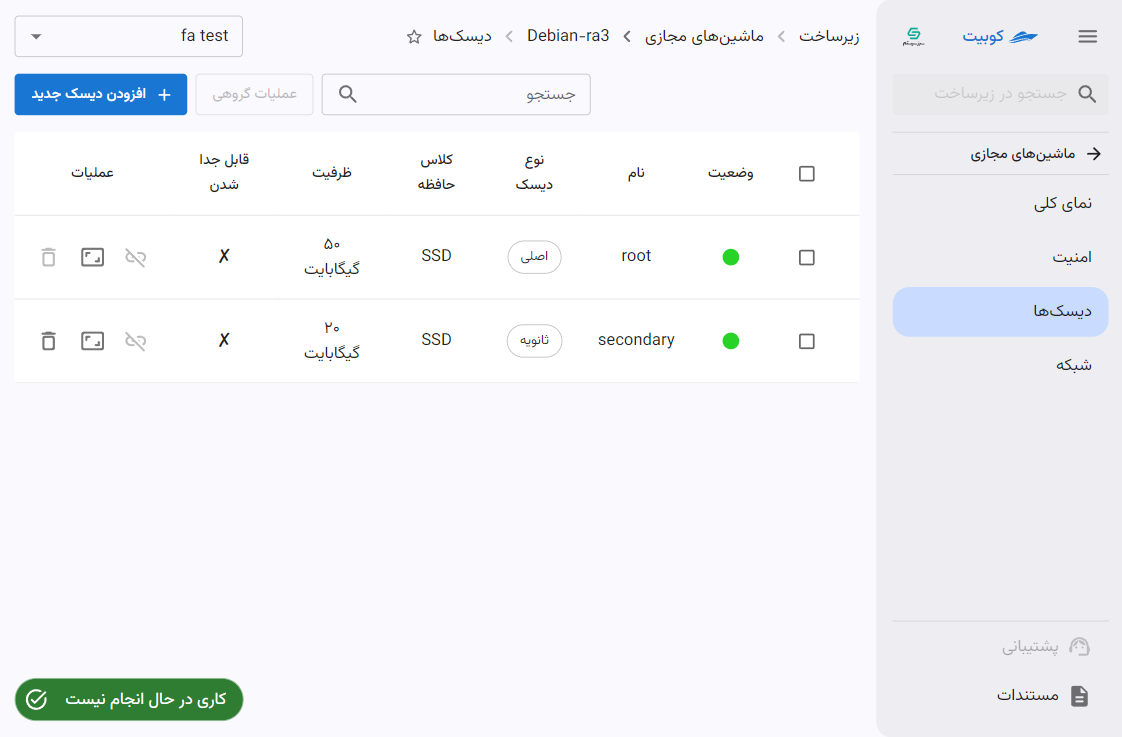 کوبیت
جستجو در زیرساخت
ماشین‌های مجازی
نمای کلی
امنیت
دیسک‌ها
شبکه
پشتیبانی
مستندات
زیرساخت
ماشین‌های مجازی
Debian-ra3
دیسک‌ها
fa test
جستجو
عملیات گروهی
افزودن دیسک جدید
وضعیت
نام
نوع
دیسک
کلاس
حافظه
ظرفیت
قابل جدا
شدن
عملیات
root
اصلی
SSD
۵۰
گیگابایت
✗
secondary
ثانویه
SSD
۲۰
گیگابایت
✗
کاری در حال انجام نیست